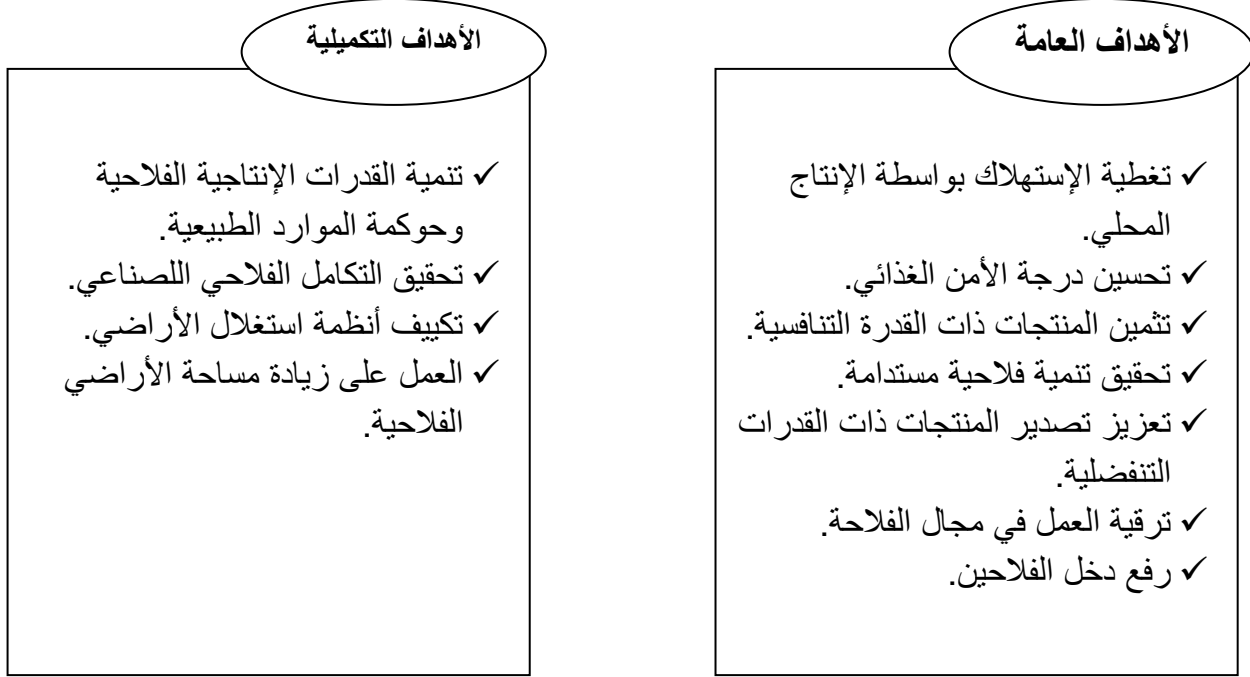 الأهداف العامة
✓ تغطية الإستهلاك بواسطة الإنتاج
المحلي.
✓ تحسين درجة الأمن الغذائي.
✓ تثمين المنتجات ذات القدرة التنافسية.
✓ تحقيق تنمية فلاحية مستدامة.
✓ تعزيز تصدير المنتجات ذات القدرات
التنفضلية.
✓ ترقية العمل في مجال الفلاحة.
✓ رفع دخل الفلاحين.
الأهداف التكميلية
✓ تنمية القدرات الإنتاجية الفلاحية
وحوكمة الموارد الطبيعية.
✓ تحقيق التكامل الفلاحي اللصناعي.
✓ تكييف أنظمة استغلال الأراضي.
✓ العمل على زيادة مساحة الأراضي
الفلاحية.